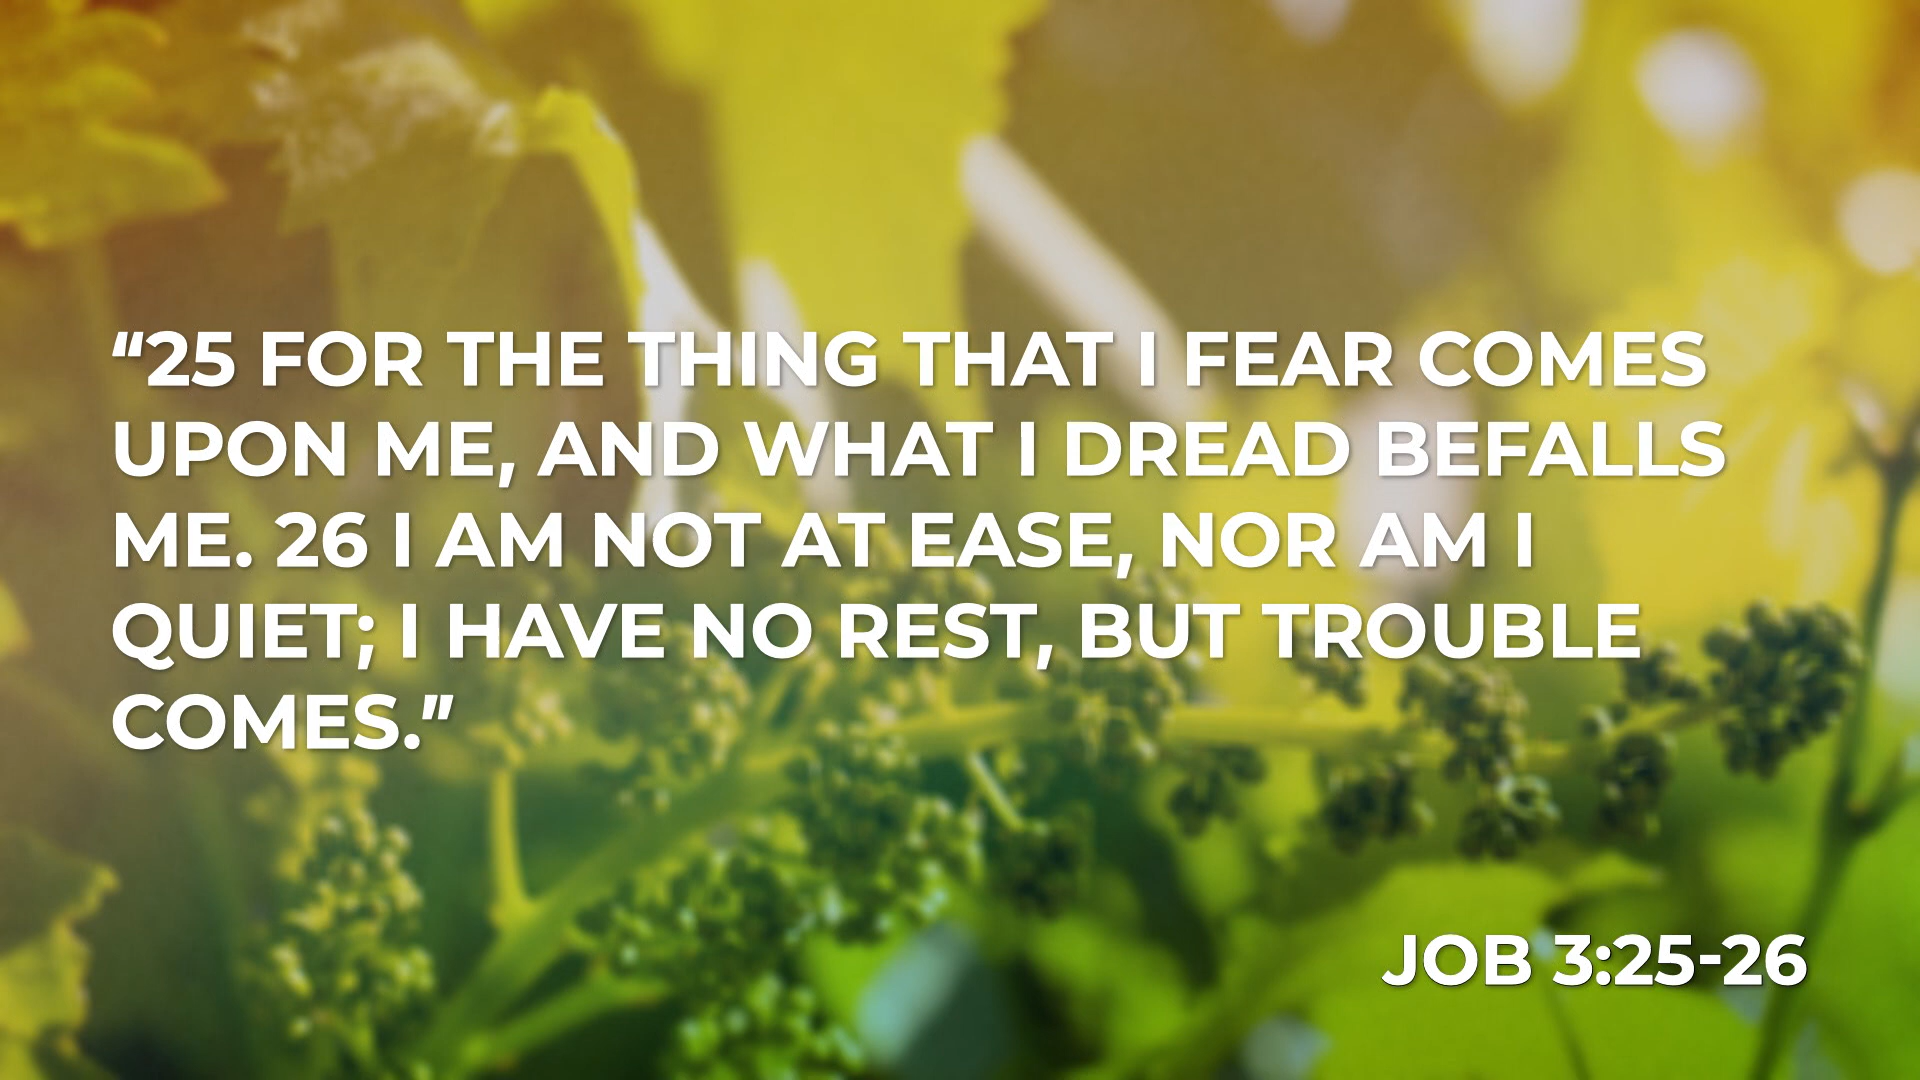 "25 FOR THE THING THAT I FEAR COMES
UPON ME, AND WHAT I DREAD BEFALLS
ME. 26 I AM NOT AT EASE, NOR AM I
QUIET; I HAVE NO REST, BUT TROUBLE
COMES."
JOB 3:25-26